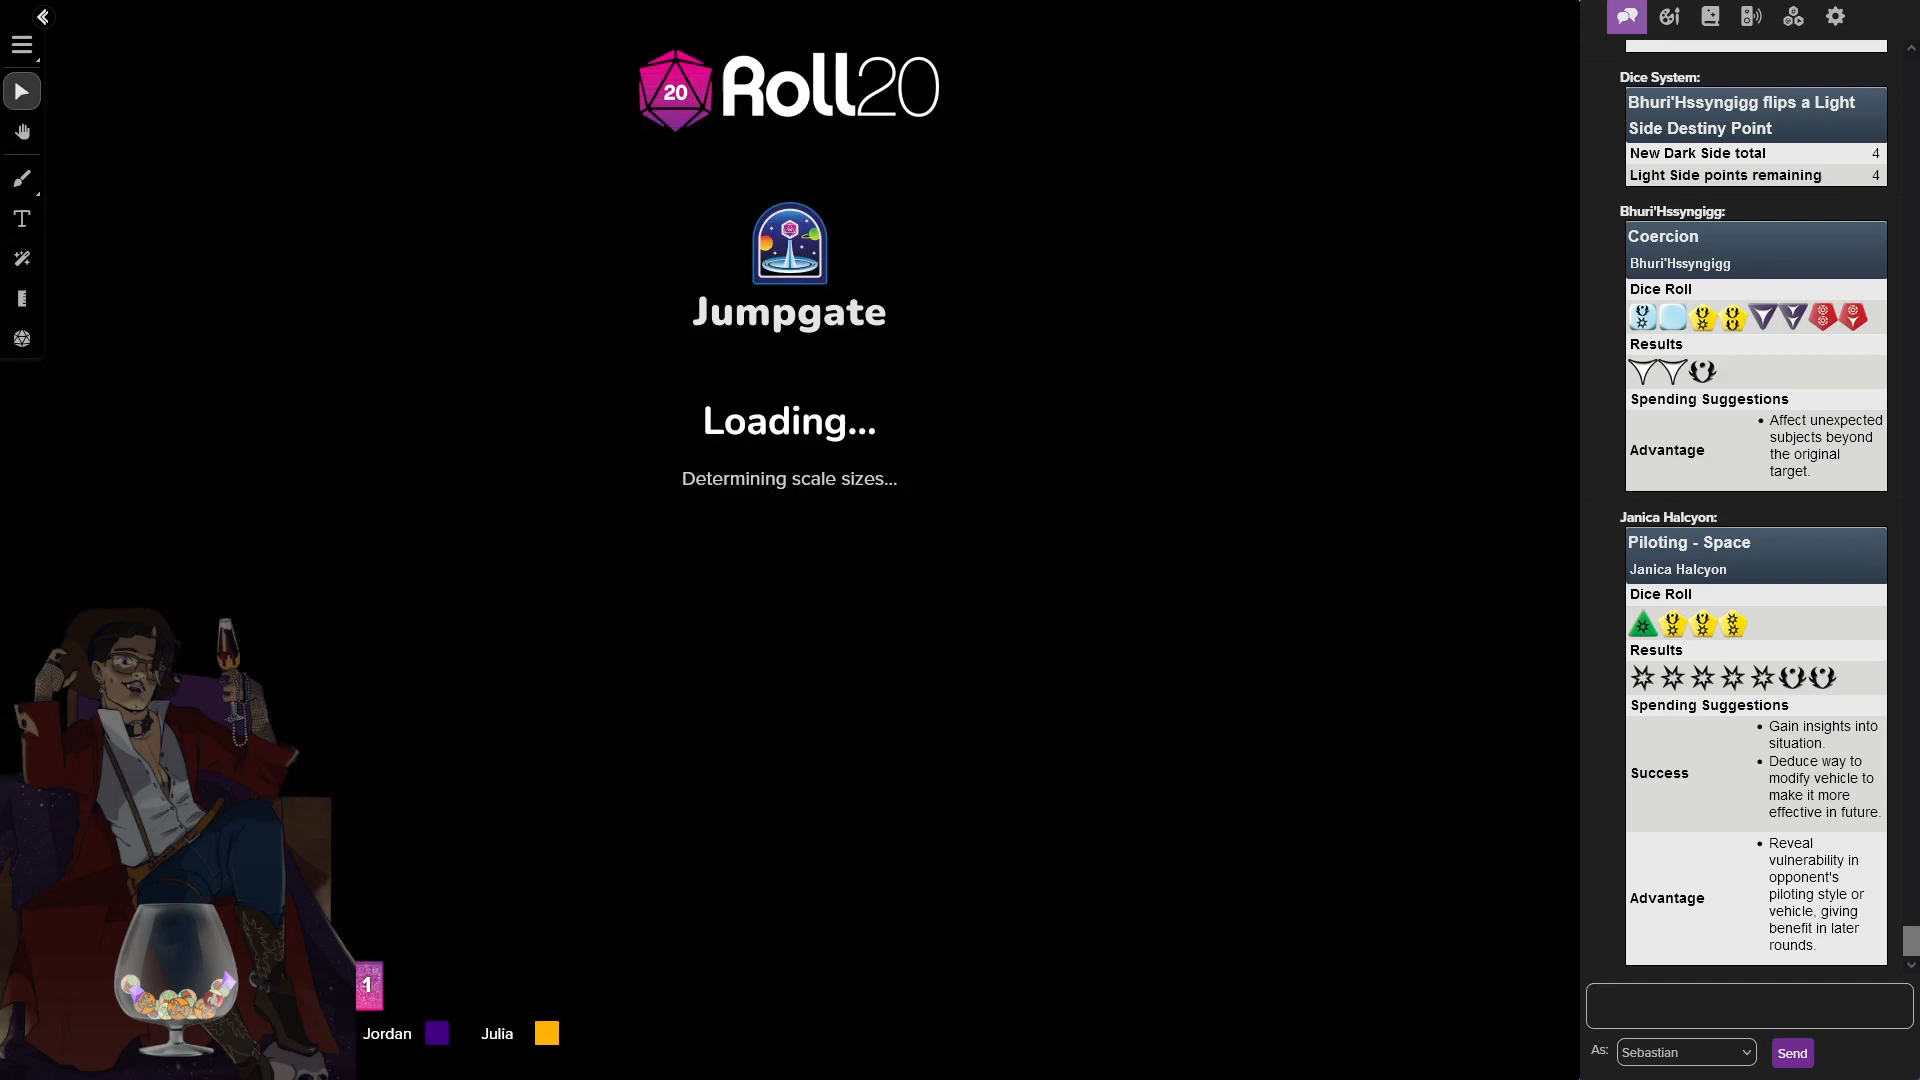 20 Roll20
Jumpgate
Loading...
Determining scale sizes...
1
Jordan
Julia
Dice System:
Bhuri'Hssyngigg flips a Light
Side Destiny Point
New Dark Side total 4
Light Side points remaining 4
Bhuri'Hssyngigg:
Coercion
Bhuri'Hssyngigg
Dice Roll
Results
Spending Suggestions
Advantage
• Affect unexpected
subjects beyond
the original
target.
Janica Halcyon:
Piloting - Space
Janica Halcyon
Dice Roll
Results
Spending Suggestions
Success
• Gain insights into
situation.
• Deduce way to
modify vehicle to
make it more
effective in future.
Advantage
• Reveal
vulnerability in
opponent's
piloting style or
vehicle, giving
benefit in later
rounds.
As: Sebastian Send